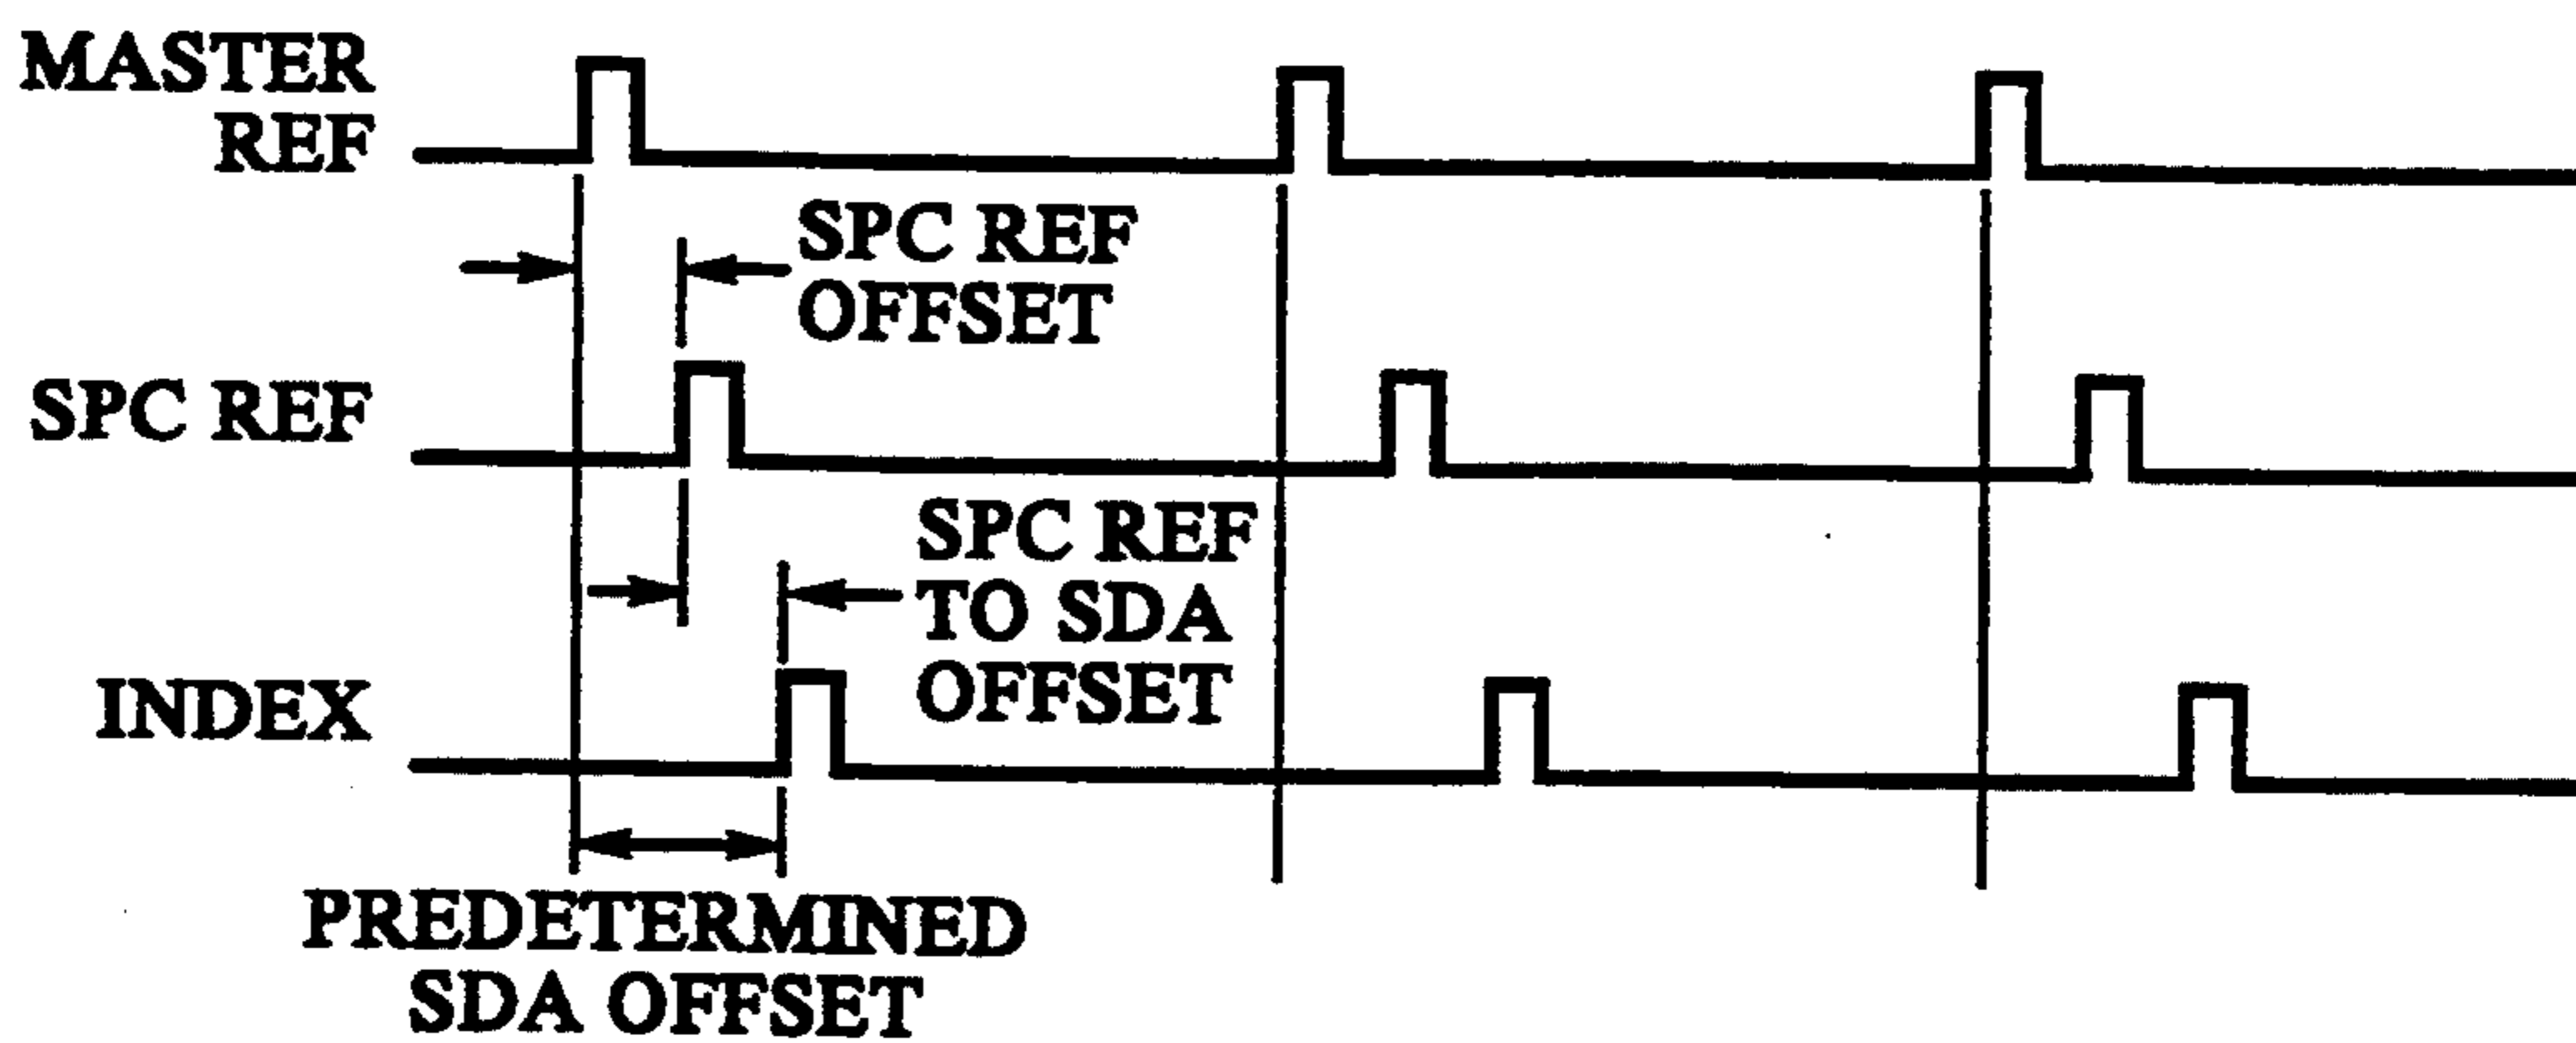 MASTER
REF
SPC REF
OFFSET
SPC REF
SPC REF
TO SDA
OFFSET
INDEX
PREDETERMINED
SDA OFFSET